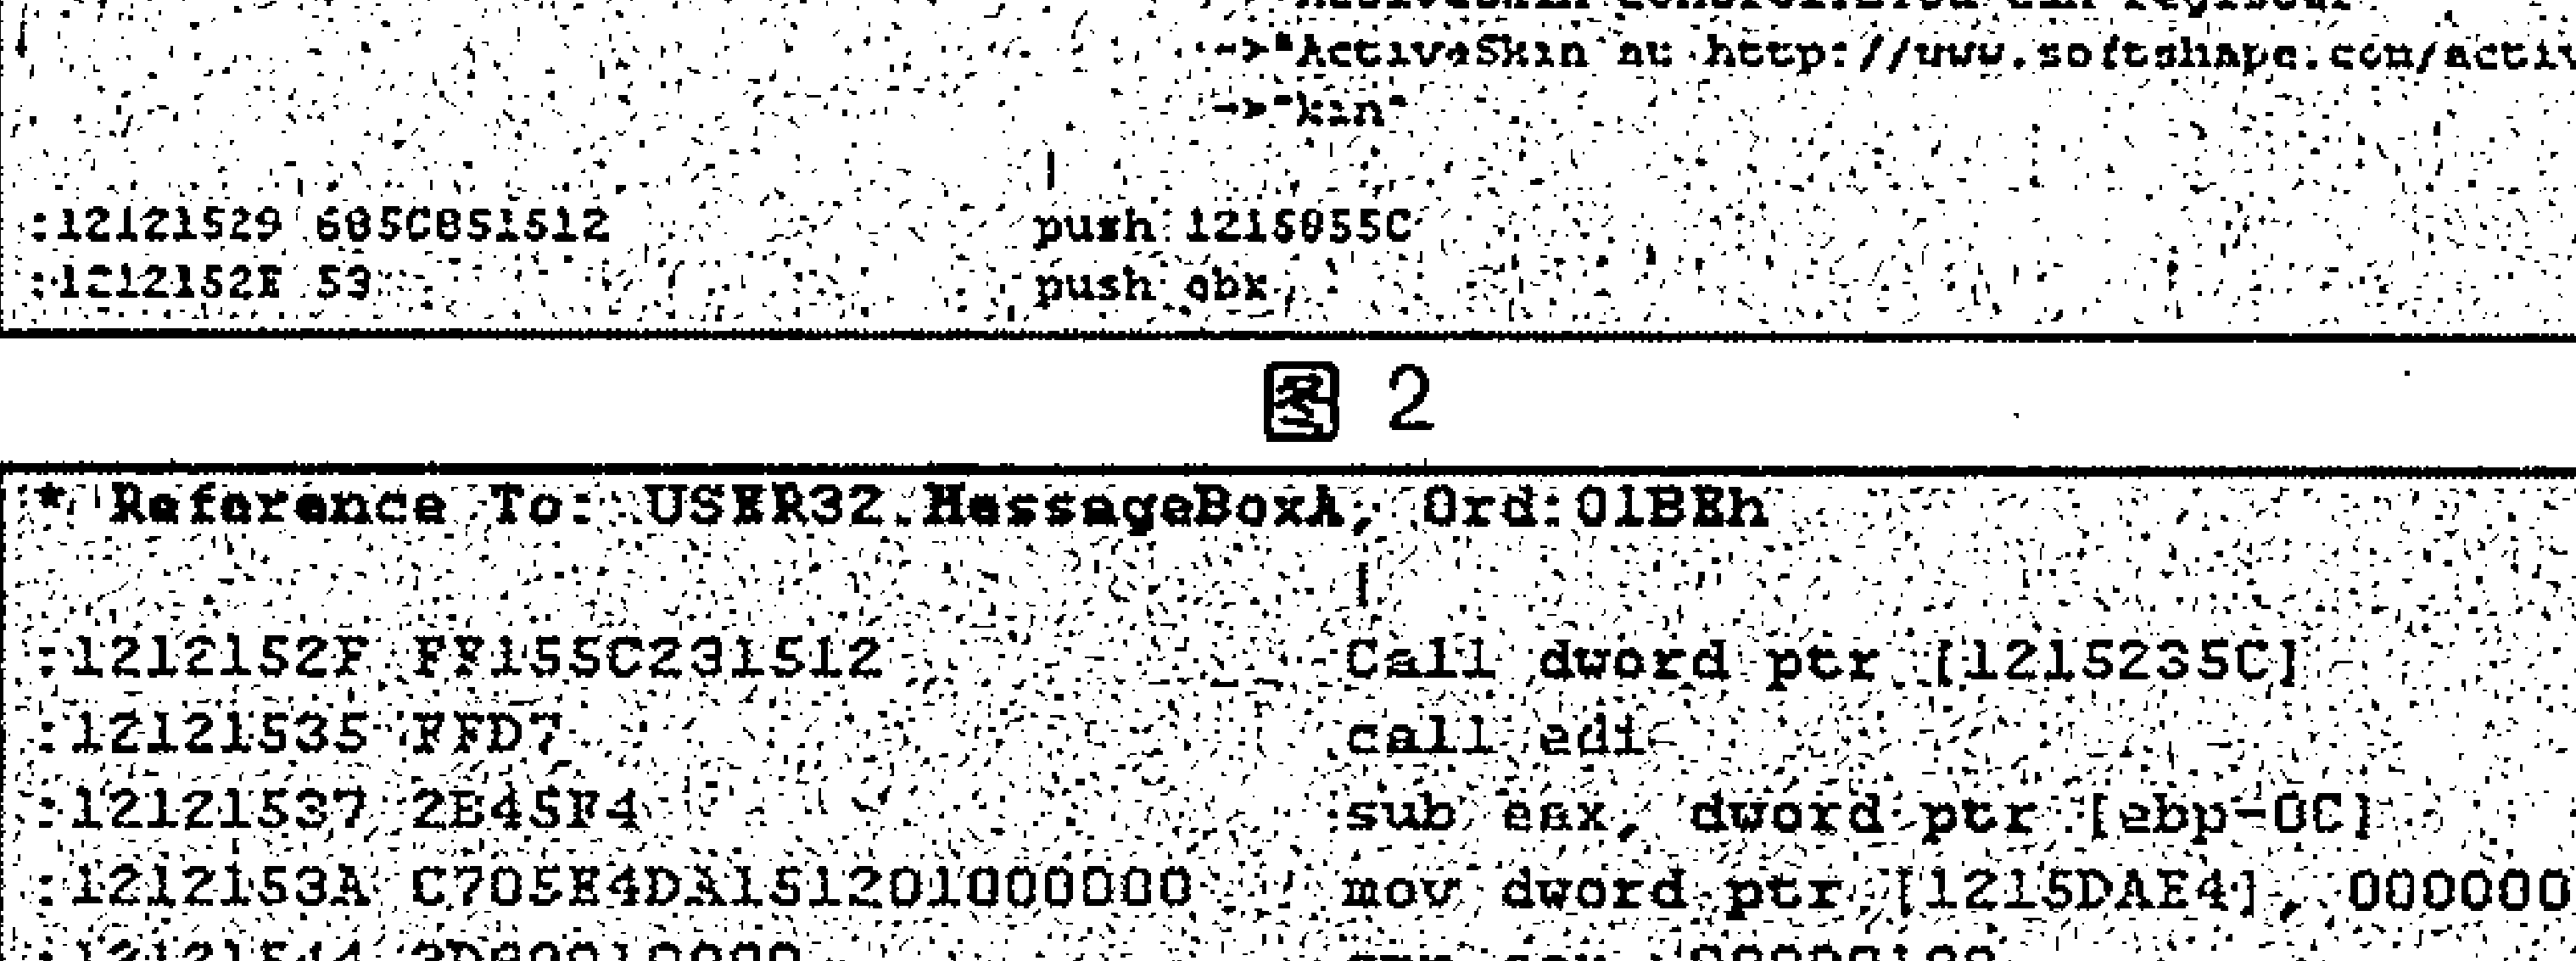 ->"ActiveSkin at http://www.softshape.com/activ
->"kin"
|
:12121529 685C851512 push 1215855C
:1212152E 53 push ebx
图 2
* Reference To: USER32.MessageBoxA, Ord:01BEh
|
:1212152F FF155C231512 Call dword ptr [1215235C]
:12121535 FFD7 call edi
:12121537 2B45F4 sub eax, dword ptr [ebp-0C]
:1212153A C705E4DA151201000000 mov dword ptr [1215DAE4], 000000